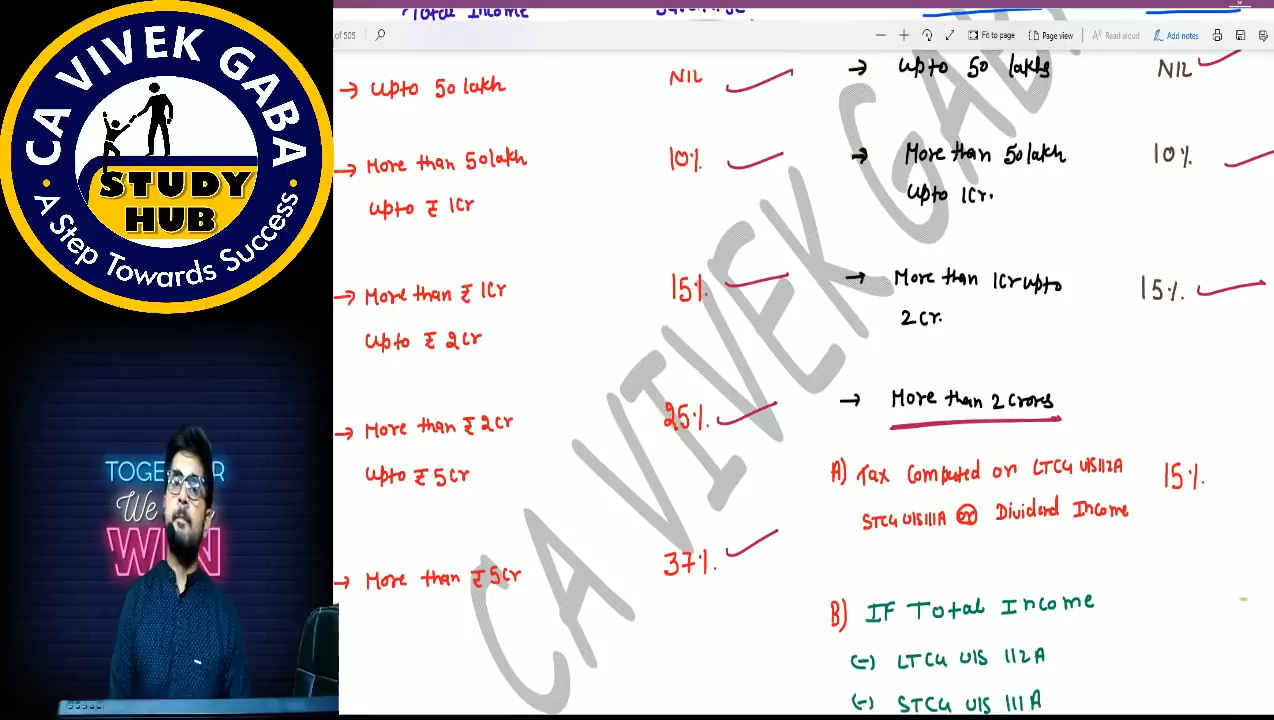 CA VIVEK GABA
STUDY
HUB
A Step Towards Success
TOGETHER
We
WIN
Total Income
of 505
Fit to page
Page view
Read aloud
Add notes
→ Upto 50 lakh NIL
→ More than 50 lakh 10%
Upto ₹ 1Cr
→ More than ₹ 1Cr 15%
Upto ₹ 2Cr
→ More than ₹ 2Cr 25%
Upto ₹ 5Cr
→ More than ₹ 5Cr 37%
→ Upto 50 lakhs NIL
→ More than 50 lakh 10%
Upto 1Cr.
→ More than 1Cr upto 15%
2Cr.
→ More than 2 crores
A) Tax Computed on LTCG U/S 112A 15%
STCG U/S 111A or Dividend Income
B) IF Total Income
(-) LTCG U/S 112A
(-) STCG U/S 111A
CA VIVEK GABA